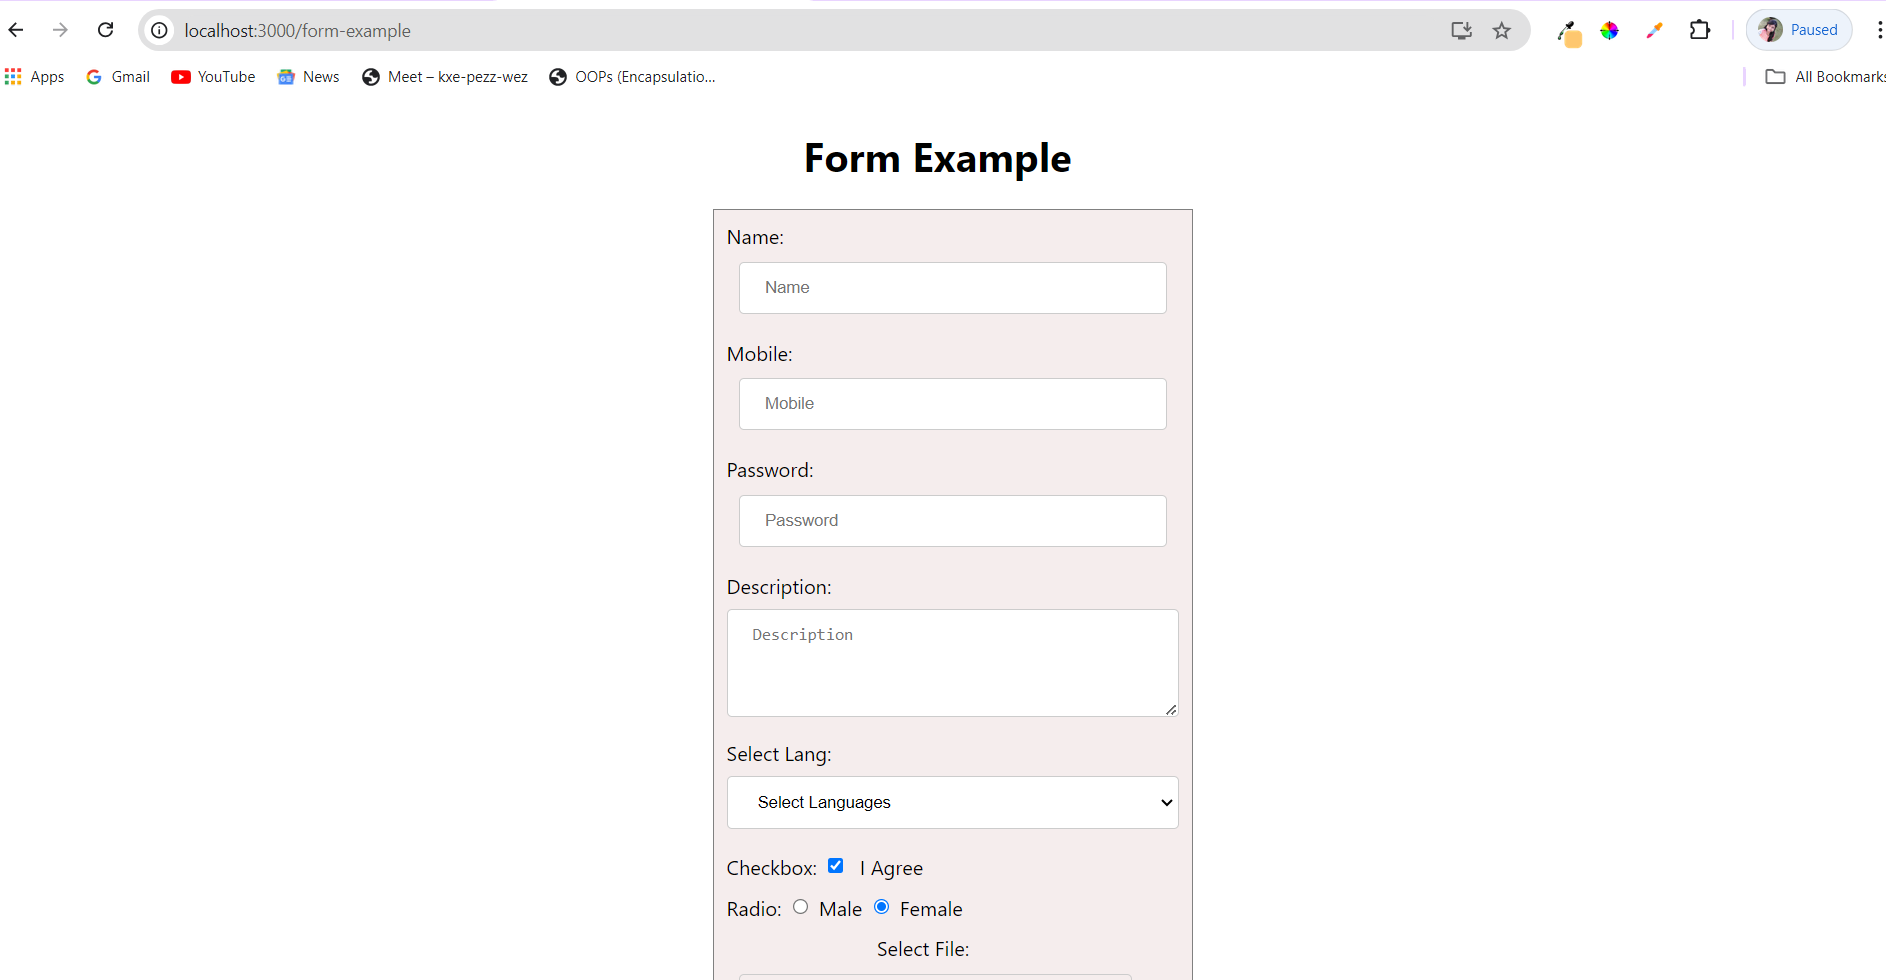 localhost:3000/form-example
Paused
Apps Gmail YouTube News Meet – kxe-pezz-wez OOPs (Encapsulatio... All Bookmarks
Form Example
Name:
Name
Mobile:
Mobile
Password:
Password
Description:
Description
Select Lang:
Select Languages
Checkbox: I Agree
Radio: Male Female
Select File: